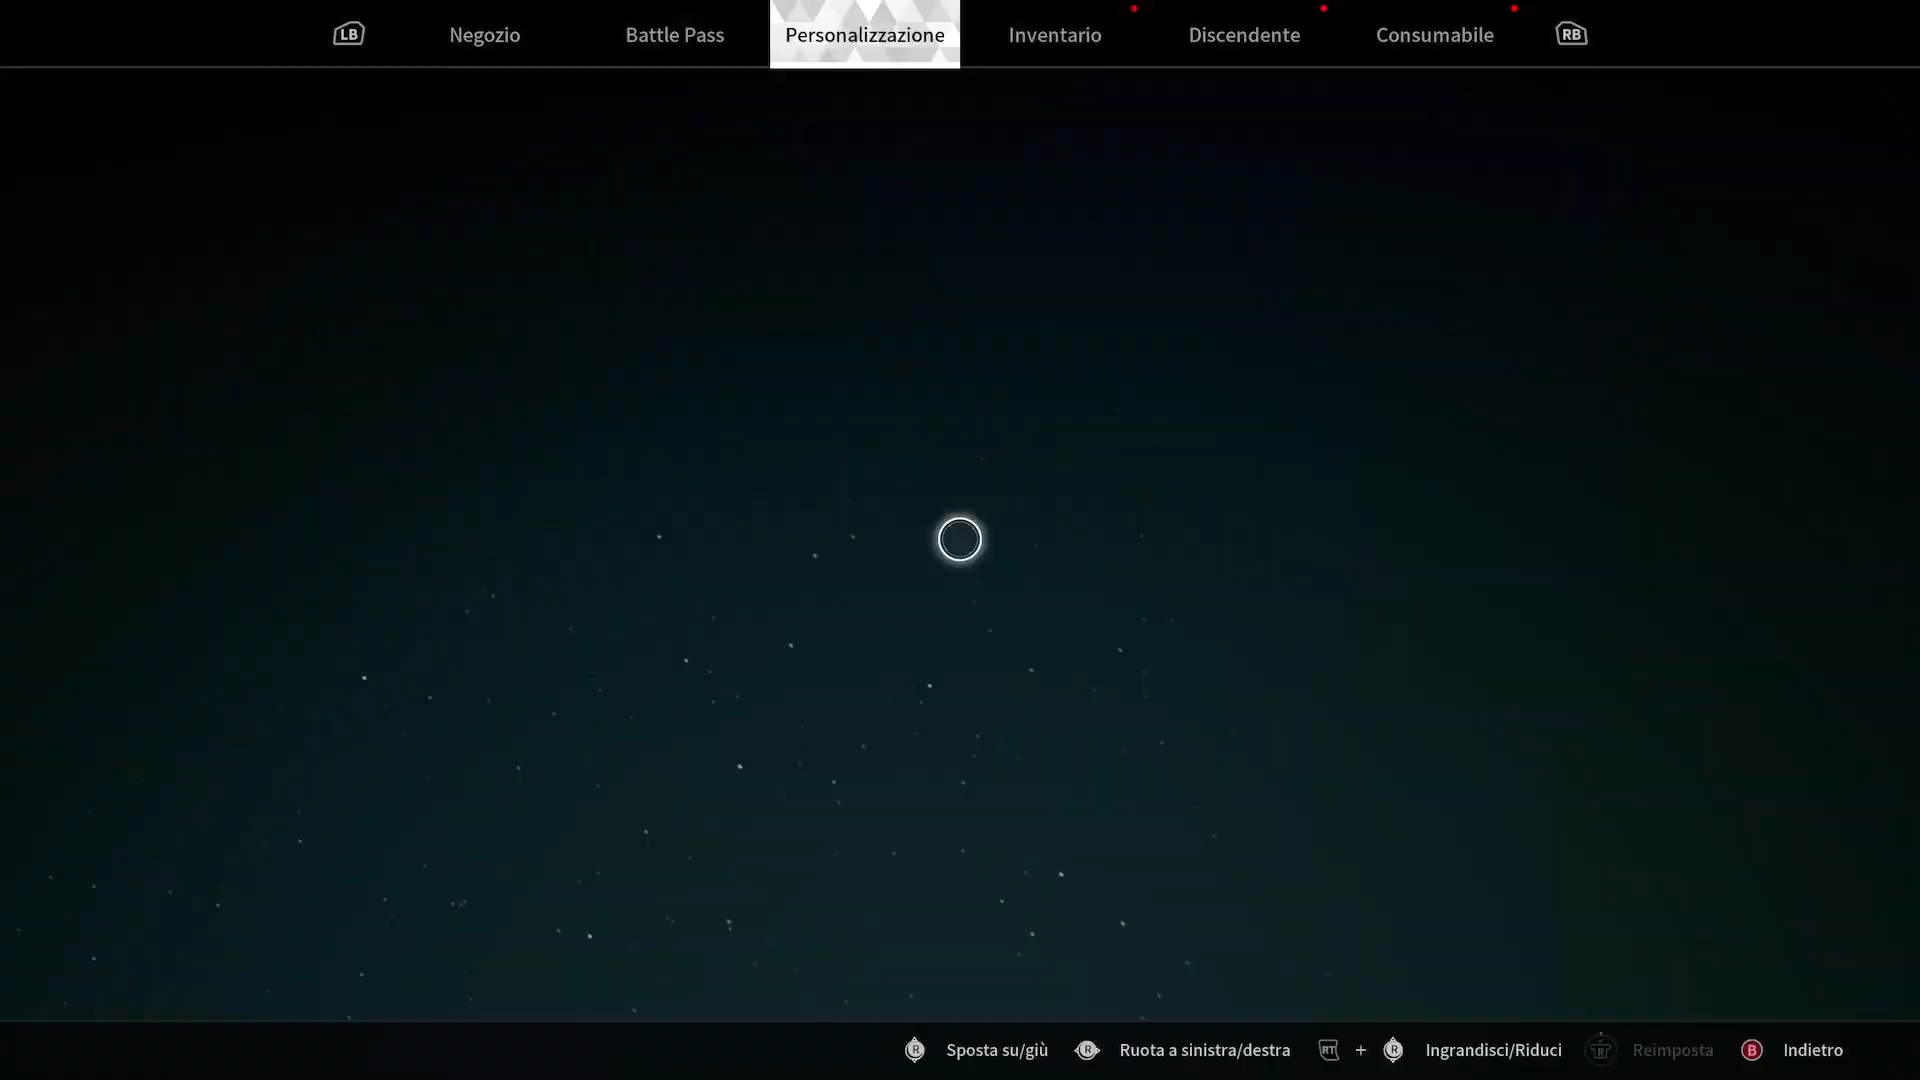 LB Negozio Battle Pass Personalizzazione Inventario Discendente Consumabile RB
R Sposta su/giù R Ruota a sinistra/destra RT + R Ingrandisci/Riduci R Reimposta B Indietro